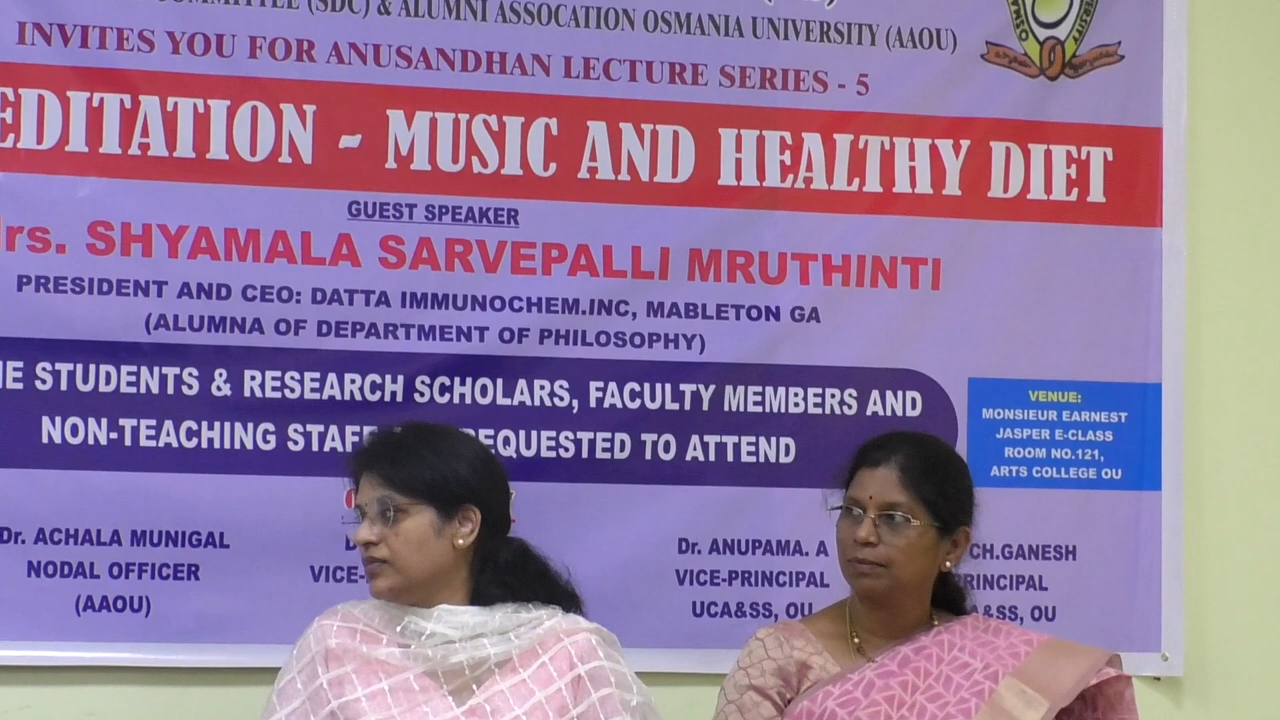 COMMITTEE (SDC) & ALUMNI ASSOCATION OSMANIA UNIVERSITY (AAOU)
INVITES YOU FOR ANUSANDHAN LECTURE SERIES - 5
EDITATION - MUSIC AND HEALTHY DIET
GUEST SPEAKER
Mrs. SHYAMALA SARVEPALLI MRUTHINTI
PRESIDENT AND CEO: DATTA IMMUNOCHEM.INC, MABLETON GA
(ALUMNA OF DEPARTMENT OF PHILOSOPHY)
HE STUDENTS & RESEARCH SCHOLARS, FACULTY MEMBERS AND
NON-TEACHING STAFF REQUESTED TO ATTEND
VENUE:
MONSIEUR EARNEST
JASPER E-CLASS
ROOM NO.121,
ARTS COLLEGE OU
Dr. ACHALA MUNIGAL
NODAL OFFICER
(AAOU)
VICE-
Dr. ANUPAMA. A
VICE-PRINCIPAL
UCA&SS, OU
CH.GANESH
PRINCIPAL
A&SS, OU